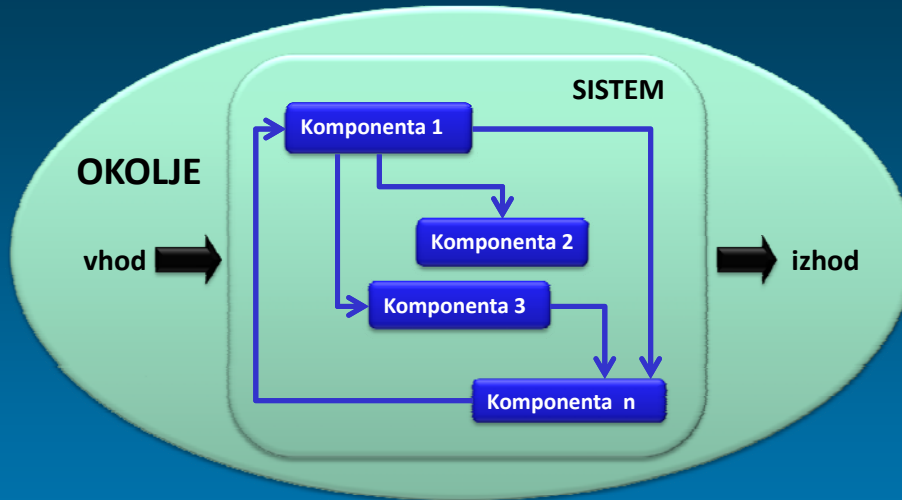 SISTEM
Komponenta 1
OKOLJE
Komponenta 2
vhod
izhod
Komponenta 3
Komponenta n